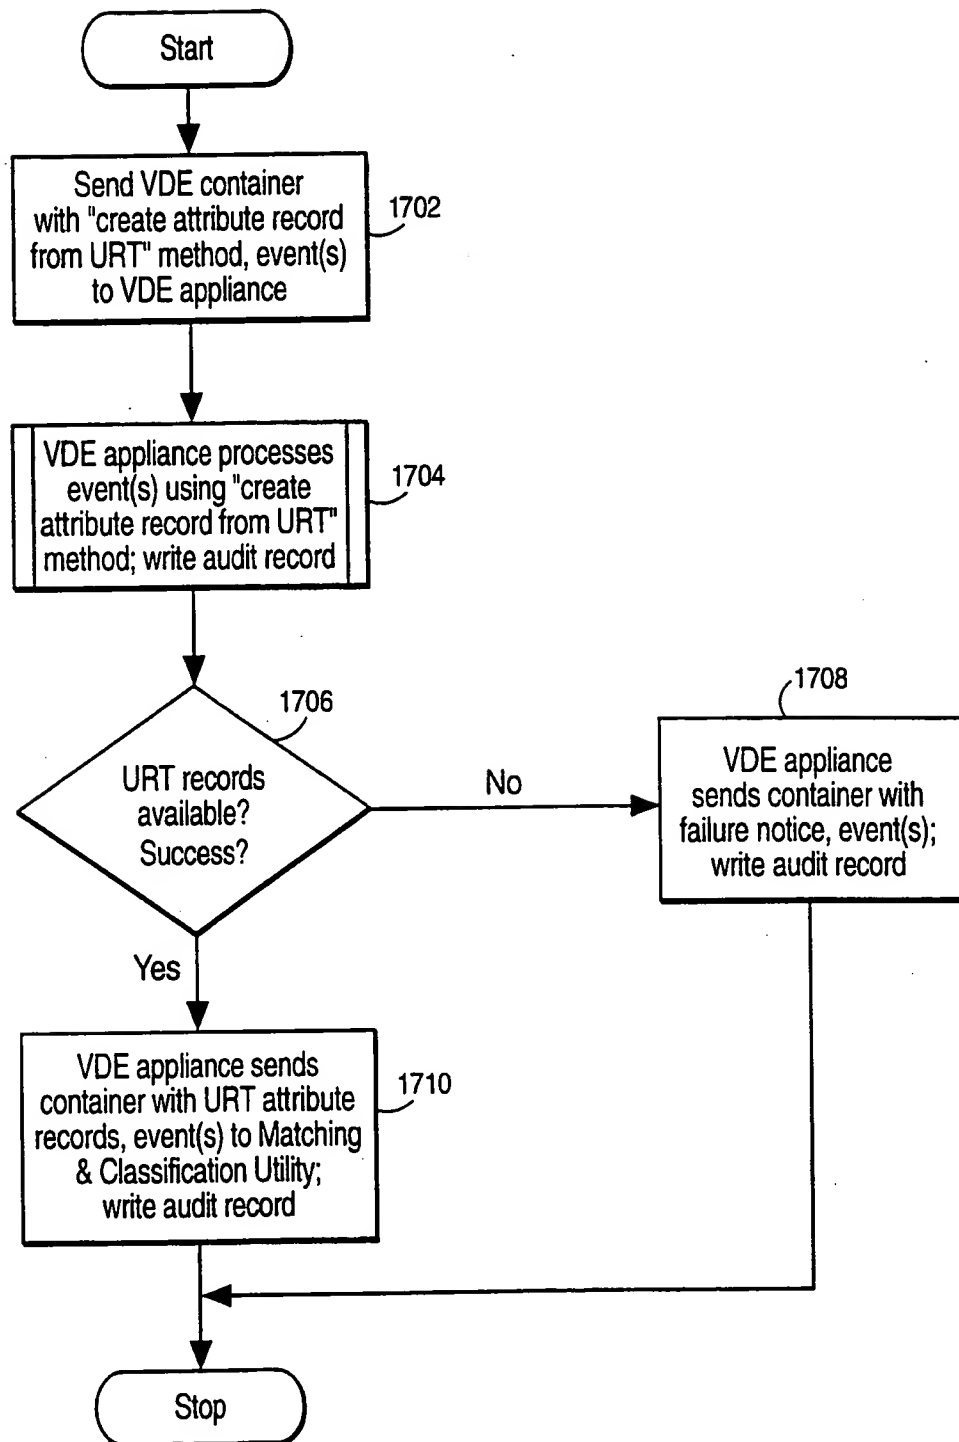 Start
Send VDE container
with "create attribute record
from URT" method, event(s)
to VDE appliance
1702
VDE appliance processes
event(s) using "create
attribute record from URT"
method; write audit record
1704
1706
URT records
available?
Success?
No
1708
VDE appliance
sends container with
failure notice, event(s);
write audit record
Yes
VDE appliance sends
container with URT attribute
records, event(s) to Matching
& Classification Utility;
write audit record
1710
Stop